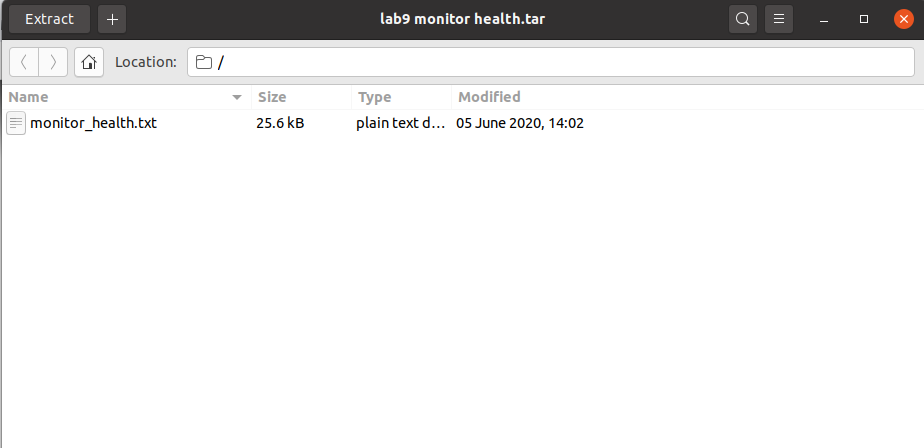 Extract + lab9 monitor health.tar
Location: /
Name Size Type Modified
monitor_health.txt 25.6 kB plain text d... 05 June 2020, 14:02